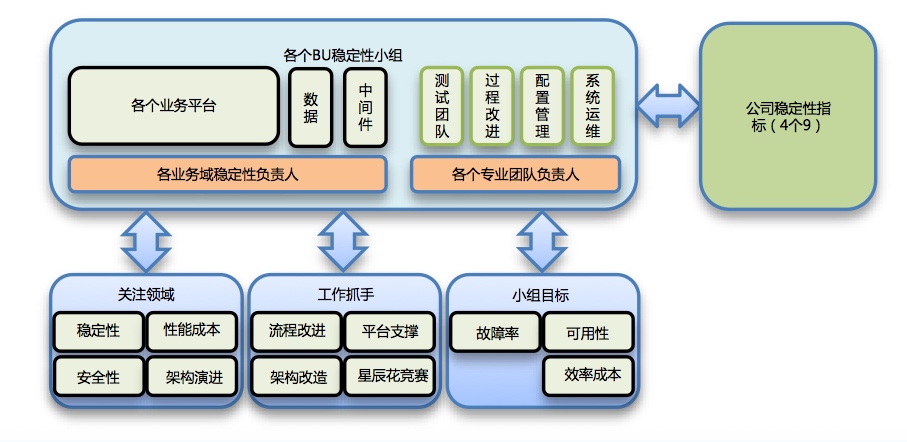 各个BU稳定性小组
各个业务平台
数据
中间件
测试团队
过程改进
配置管理
系统运维
各业务域稳定性负责人
各个专业团队负责人
公司稳定性指
标（4个9）
关注领域
稳定性
性能成本
安全性
架构演进
工作抓手
流程改进
平台支撑
架构改造
星辰花竞赛
小组目标
故障率
可用性
效率成本